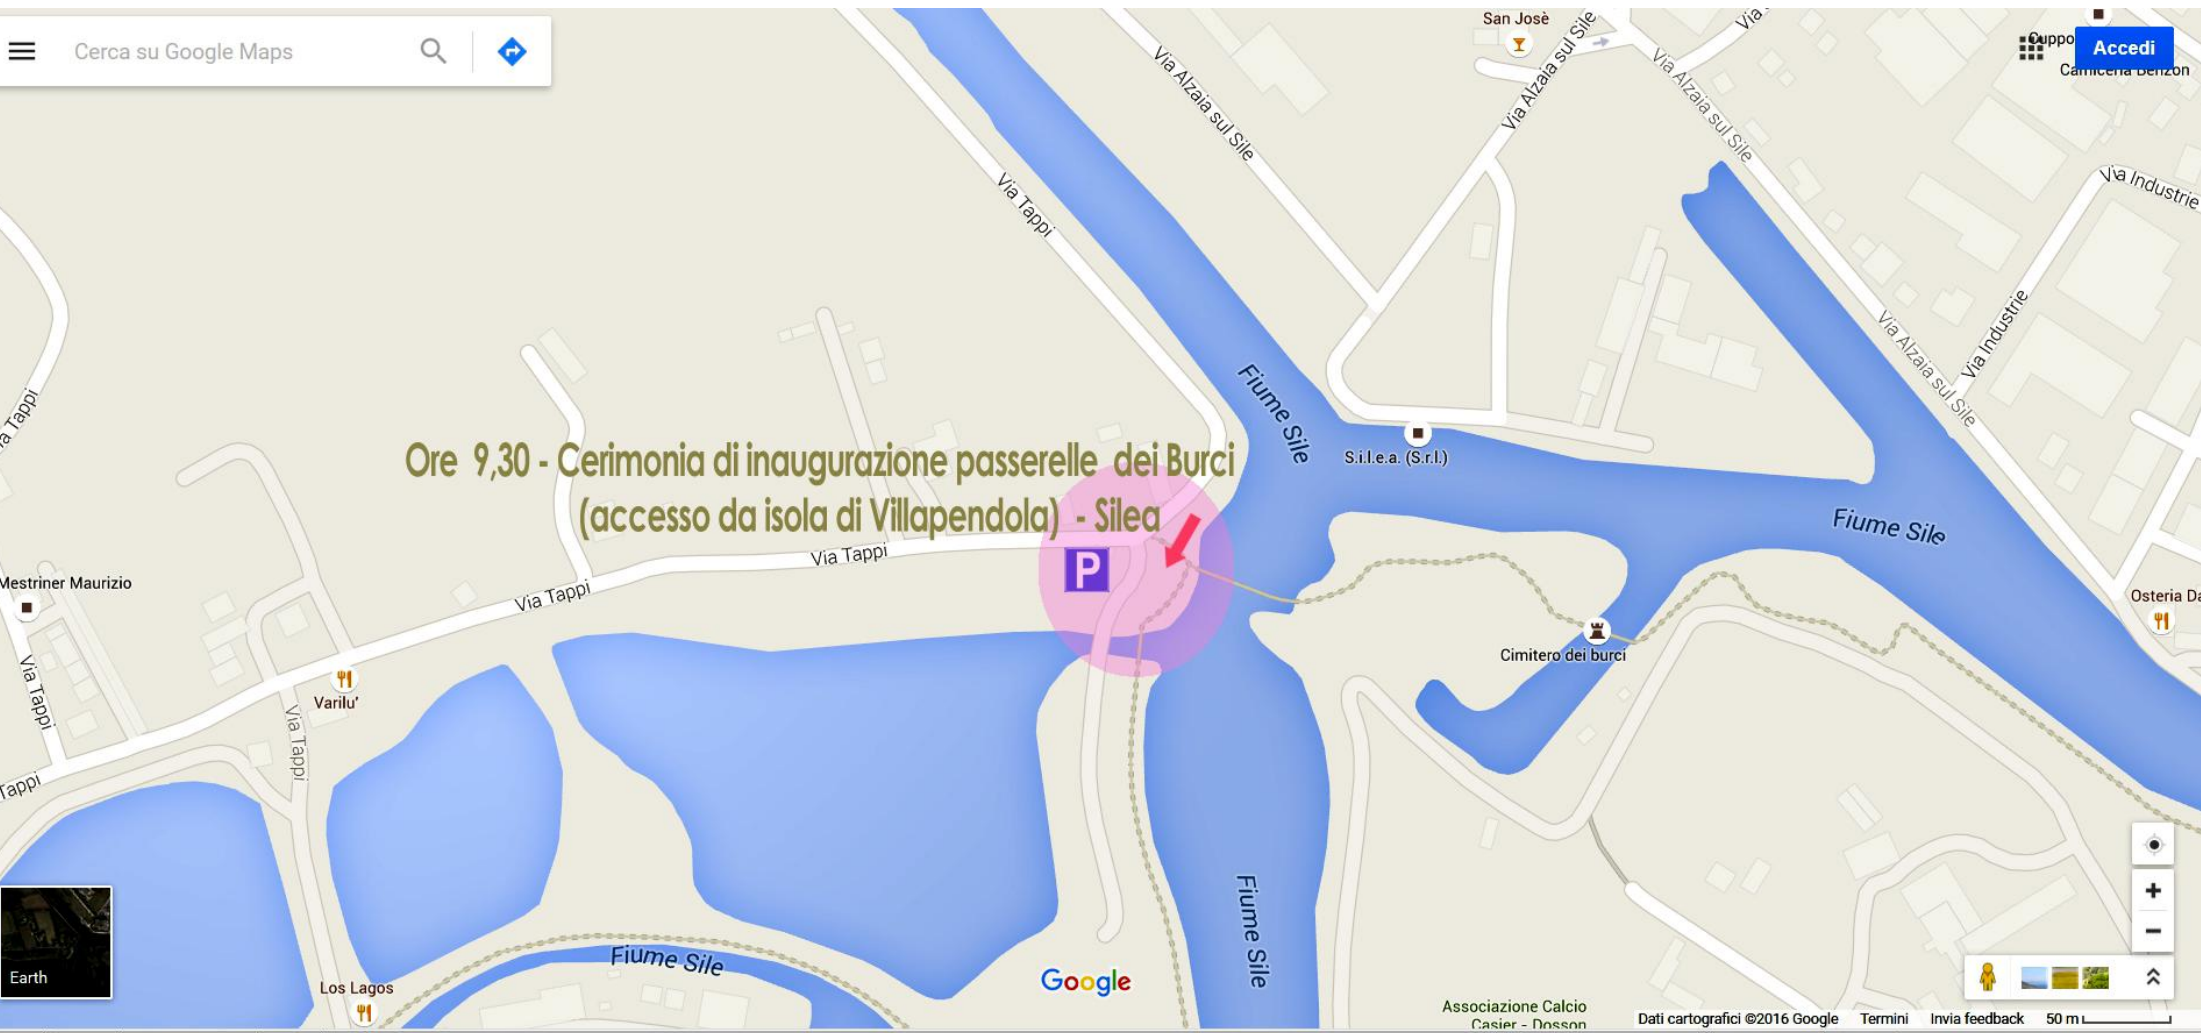 Cerca su Google Maps
San Josè
Via Alzaia sul Sile
Via Alzaia sul Sile
Via Alzaia sul Sile
Via
Accedi
Via Industrie
Via Tappi
Via Industrie
Via Alzaia sul Sile
Fiume Sile
Tappi
Ore 9,30 - Cerimonia di inaugurazione passerelle dei Burci
(accesso da isola di Villapendola) - Silea
S.i.l.e.a. (S.r.l.)
Fiume Sile
P
Via Tappi
Via Tappi
Mestriner Maurizio
Osteria Da
Cimitero dei burci
Via Tappi
Varilu'
Via Tappi
Tappi
Fiume Sile
Fiume Sile
Earth
Los Lagos
Google
Associazione Calcio
Casier - Dosson
Dati cartografici ©2016 Google Termini Invia feedback 50 m